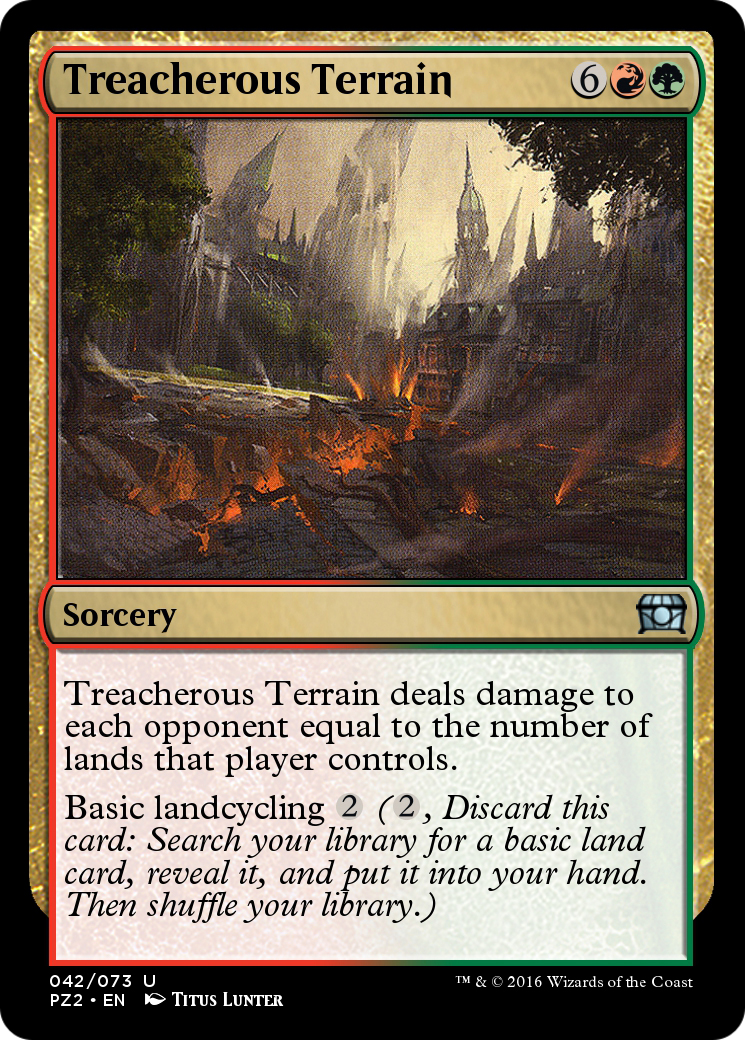 Treacherous Terrain 6
Sorcery
Treacherous Terrain deals damage to
each opponent equal to the number of
lands that player controls.
Basic landcycling 2 (2, Discard this
card: Search your library for a basic land
card, reveal it, and put it into your hand.
Then shuffle your library.)
042/073 U
™ & © 2016 Wizards of the Coast
PZ2 • EN Titus Lunter